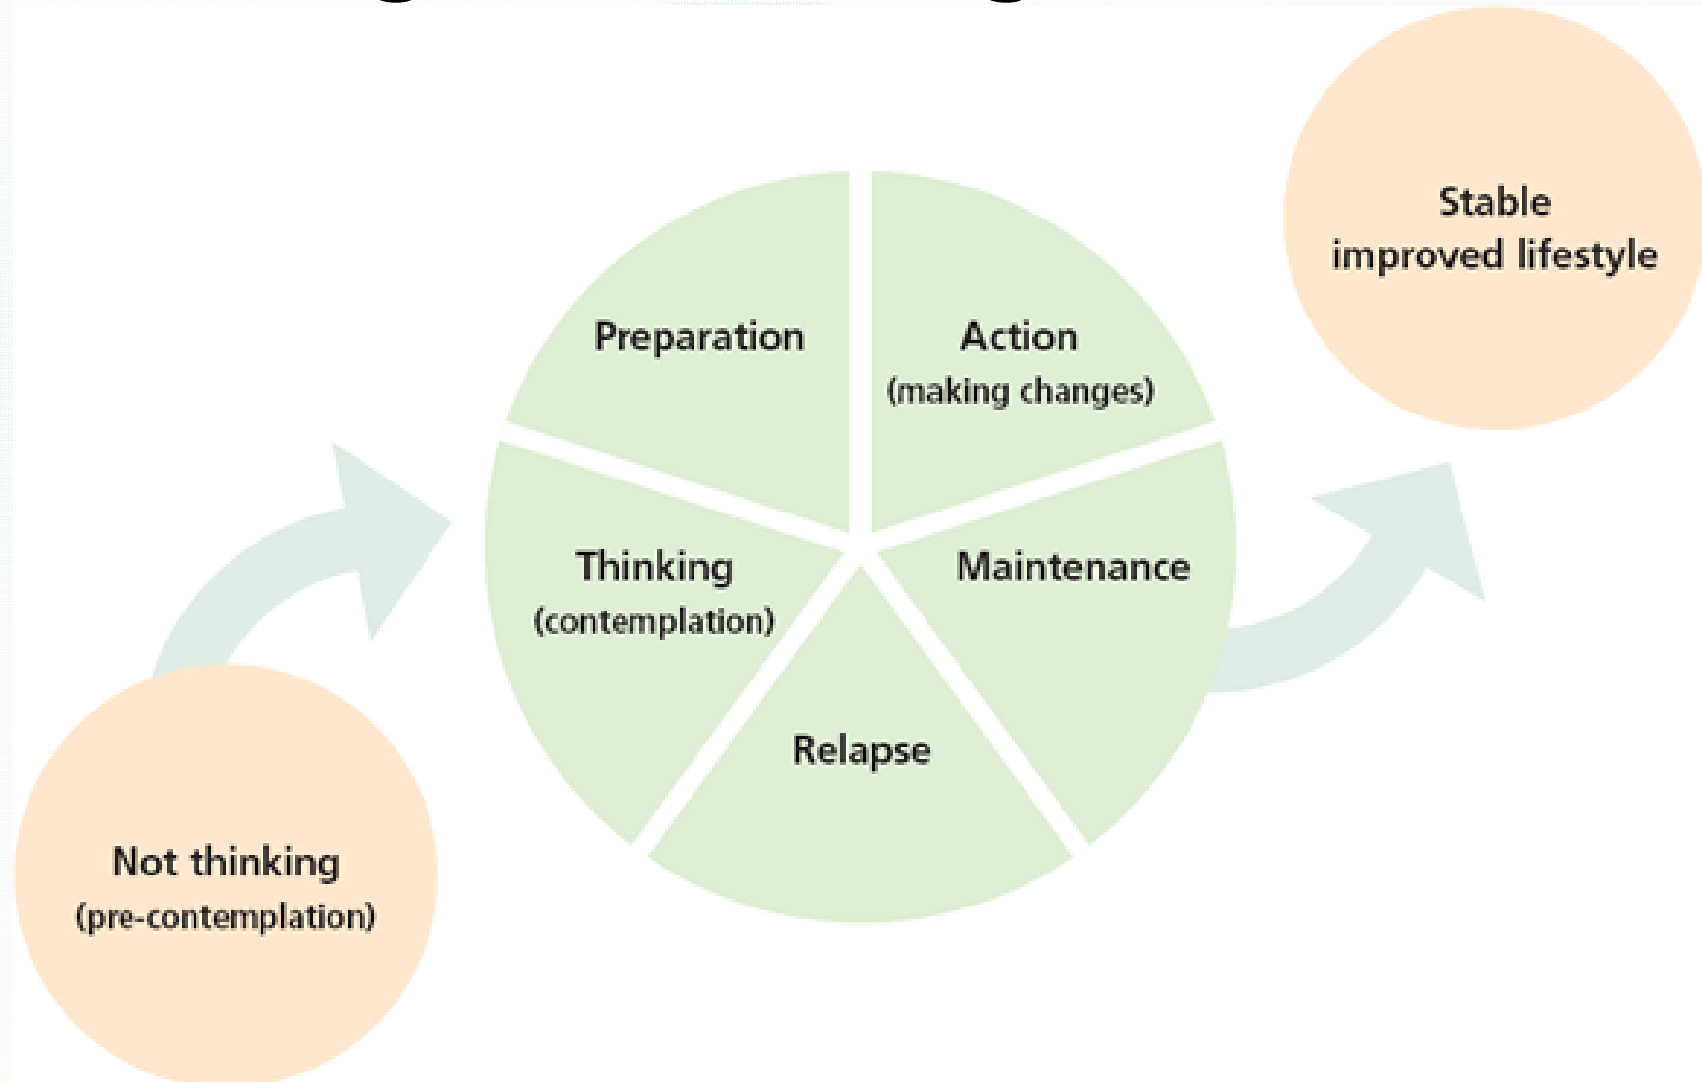 Stable
improved lifestyle
Preparation
Action
(making changes)
Thinking
(contemplation)
Maintenance
Relapse
Not thinking
(pre-contemplation)